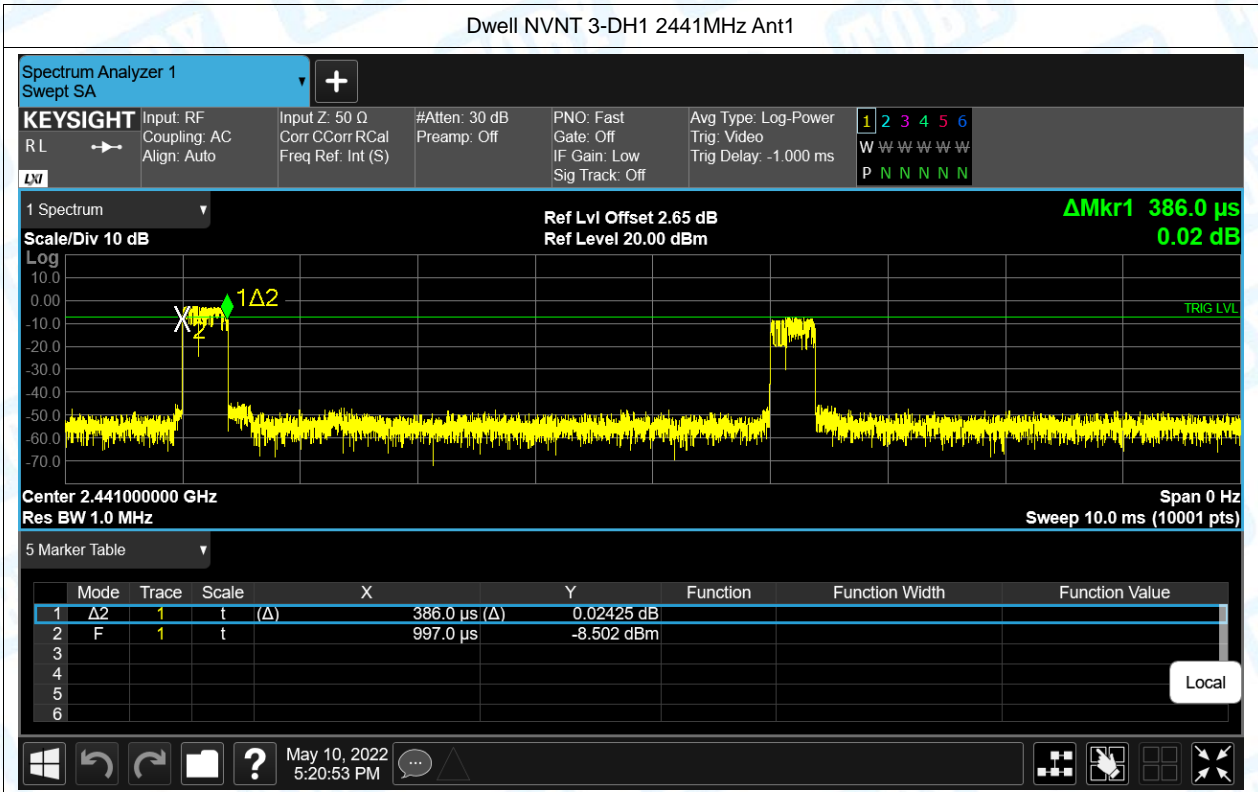 Dwell NVNT 3-DH1 2441MHz Ant1
Spectrum Analyzer 1
Swept SA
KEYSIGHT Input: RF Input Z: 50 Ω #Atten: 30 dB PNO: Fast Avg Type: Log-Power 1 2 3 4 5 6
R L Coupling: AC Corr CCorr RCal Preamp: Off Gate: Off Trig: Video W W W W W W
Align: Auto Freq Ref: Int (S) IF Gain: Low Trig Delay: -1.000 ms
LXI Sig Track: Off P N N N N N
1 Spectrum Ref Lvl Offset 2.65 dB ΔMkr1 386.0 µs
Scale/Div 10 dB Ref Level 20.00 dBm 0.02 dB
Log
10.0
0.00 1Δ2 TRIG LVL
-10.0 X 2
-20.0
-30.0
-40.0
-50.0
-60.0
-70.0
Center 2.441000000 GHz Span 0 Hz
Res BW 1.0 MHz Sweep 10.0 ms (10001 pts)
5 Marker Table
Mode Trace Scale X Y Function Function Width Function Value
1 Δ2 1 t (Δ) 386.0 µs (Δ) 0.02425 dB
2 F 1 t 997.0 µs -8.502 dBm
3
4
5
6
Local
? May 10, 2022
5:20:53 PM